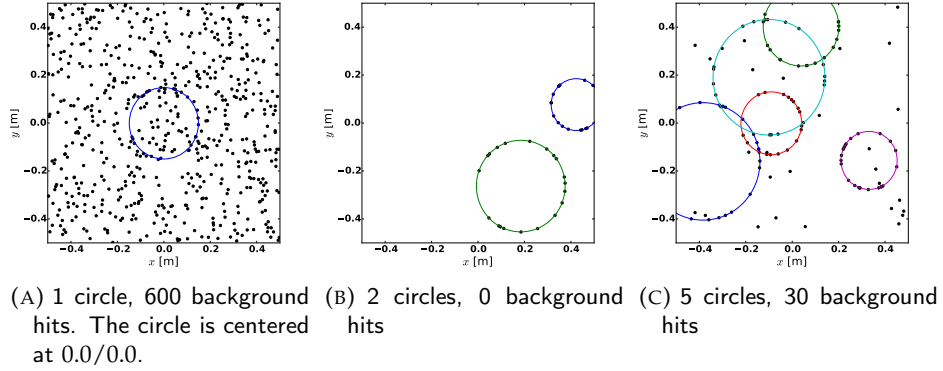 0.4
0.2
0.0
−0.2
−0.4
y [m]
−0.4 −0.2 0.0 0.2 0.4
x [m]
0.4
0.2
0.0
−0.2
−0.4
y [m]
−0.4 −0.2 0.0 0.2 0.4
x [m]
0.4
0.2
0.0
−0.2
−0.4
y [m]
−0.4 −0.2 0.0 0.2 0.4
x [m]
(A) 1 circle, 600 background
hits. The circle is centered
at 0.0/0.0.
(B) 2 circles, 0 background
hits
(C) 5 circles, 30 background
hits